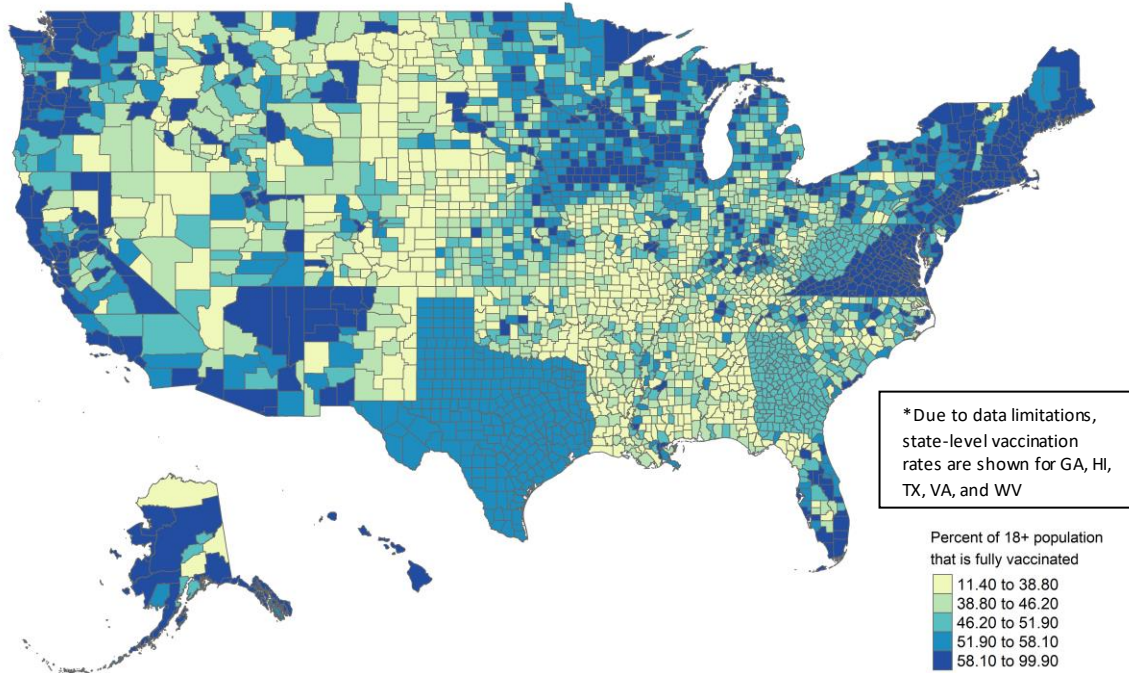 *Due to data limitations,
state-level vaccination
rates are shown for GA, HI,
TX, VA, and WV
Percent of 18+ population
that is fully vaccinated
11.40 to 38.80
38.80 to 46.20
46.20 to 51.90
51.90 to 58.10
58.10 to 99.90